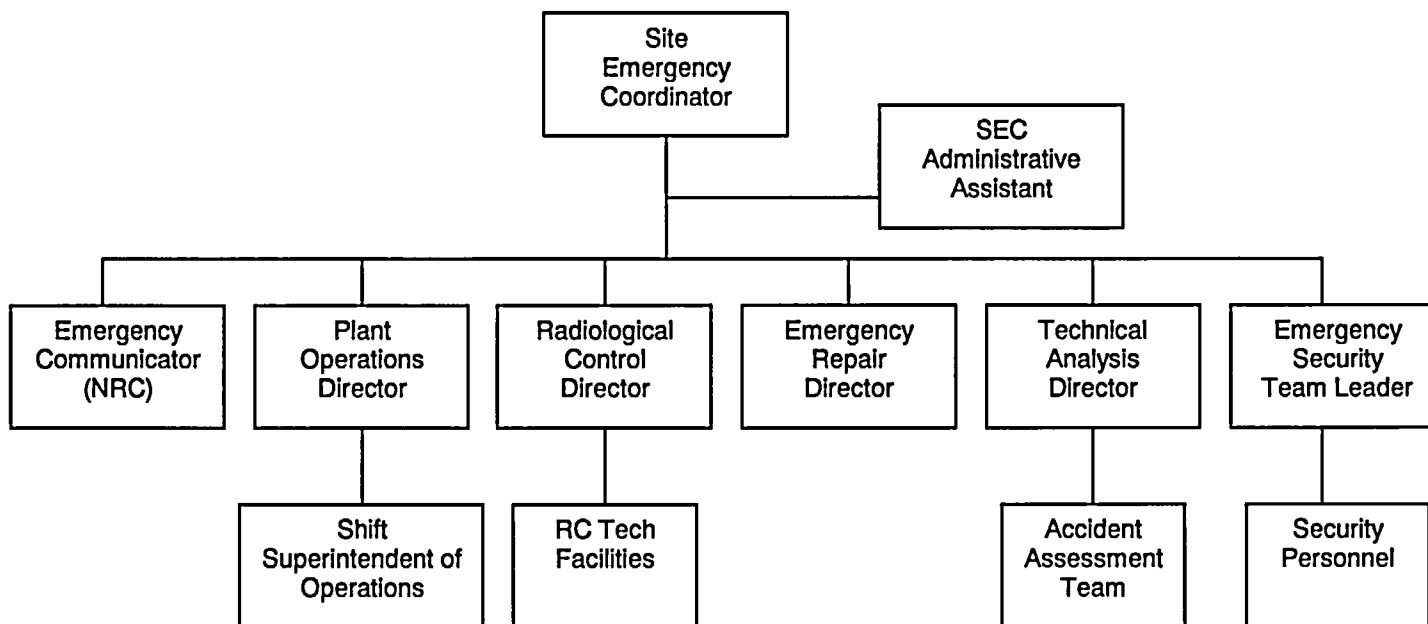 Site
Emergency
Coordinator
SEC
Administrative
Assistant
Emergency
Communicator
(NRC)
Plant
Operations
Director
Radiological
Control
Director
Emergency
Repair
Director
Technical
Analysis
Director
Emergency
Security
Team Leader
Shift
Superintendent of
Operations
RC Tech
Facilities
Accident
Assessment
Team
Security
Personnel